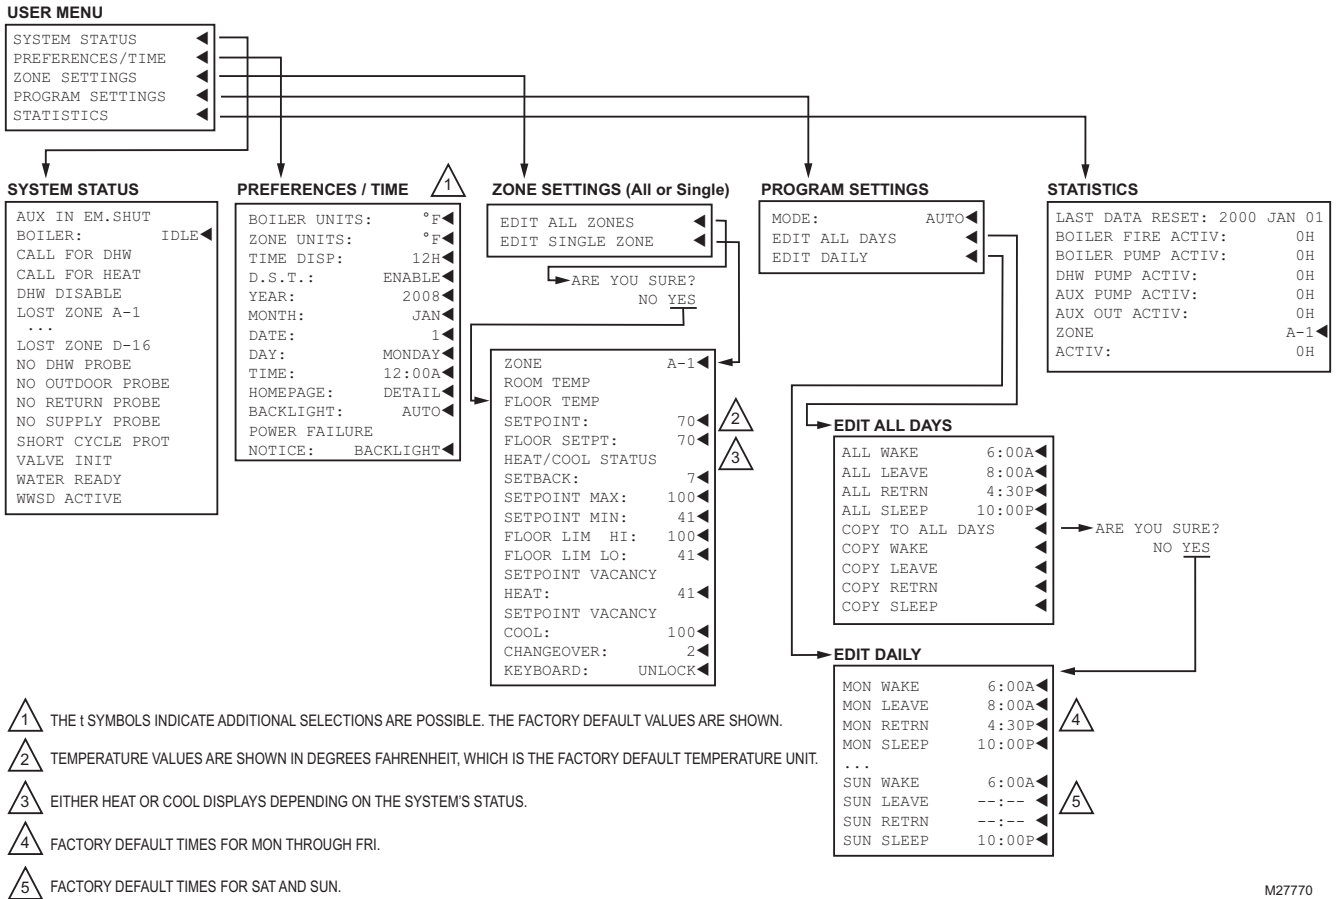 USER MENU
SYSTEM STATUS
PREFERENCES/TIME
ZONE SETTINGS
PROGRAM SETTINGS
STATISTICS
SYSTEM STATUS
AUX IN EM.SHUT
BOILER: IDLE
CALL FOR DHW
CALL FOR HEAT
DHW DISABLE
LOST ZONE A-1
...
LOST ZONE D-16
NO DHW PROBE
NO OUTDOOR PROBE
NO RETURN PROBE
NO SUPPLY PROBE
SHORT CYCLE PROT
VALVE INIT
WATER READY
WWSD ACTIVE
PREFERENCES / TIME
1
BOILER UNITS: °F
ZONE UNITS: °F
TIME DISP: 12H
D.S.T.: ENABLE
YEAR: 2008
MONTH: JAN
DATE: 1
DAY: MONDAY
TIME: 12:00A
HOMEPAGE: DETAIL
BACKLIGHT: AUTO
POWER FAILURE
NOTICE: BACKLIGHT
ZONE SETTINGS (All or Single)
EDIT ALL ZONES
EDIT SINGLE ZONE
ARE YOU SURE?
NO YES
ZONE A-1
ROOM TEMP
FLOOR TEMP
SETPOINT: 70
2
FLOOR SETPT: 70
HEAT/COOL STATUS
3
SETBACK: 7
SETPOINT MAX: 100
SETPOINT MIN: 41
FLOOR LIM HI: 100
FLOOR LIM LO: 41
SETPOINT VACANCY
HEAT: 41
SETPOINT VACANCY
COOL: 100
CHANGEOVER: 2
KEYBOARD: UNLOCK
PROGRAM SETTINGS
MODE: AUTO
EDIT ALL DAYS
EDIT DAILY
EDIT ALL DAYS
ALL WAKE 6:00A
ALL LEAVE 8:00A
ALL RETRN 4:30P
ALL SLEEP 10:00P
COPY TO ALL DAYS
COPY WAKE
COPY LEAVE
COPY RETRN
COPY SLEEP
ARE YOU SURE?
NO YES
EDIT DAILY
MON WAKE 6:00A
MON LEAVE 8:00A
MON RETRN 4:30P
4
MON SLEEP 10:00P
...
SUN WAKE 6:00A
SUN LEAVE --:--
5
SUN RETRN --:--
SUN SLEEP 10:00P
STATISTICS
LAST DATA RESET: 2000 JAN 01
BOILER FIRE ACTIV: 0H
BOILER PUMP ACTIV: 0H
DHW PUMP ACTIV: 0H
AUX PUMP ACTIV: 0H
AUX OUT ACTIV: 0H
ZONE A-1
ACTIV: 0H
1 THE t SYMBOLS INDICATE ADDITIONAL SELECTIONS ARE POSSIBLE. THE FACTORY DEFAULT VALUES ARE SHOWN.
2 TEMPERATURE VALUES ARE SHOWN IN DEGREES FAHRENHEIT, WHICH IS THE FACTORY DEFAULT TEMPERATURE UNIT.
3 EITHER HEAT OR COOL DISPLAYS DEPENDING ON THE SYSTEM'S STATUS.
4 FACTORY DEFAULT TIMES FOR MON THROUGH FRI.
5 FACTORY DEFAULT TIMES FOR SAT AND SUN.
M27770